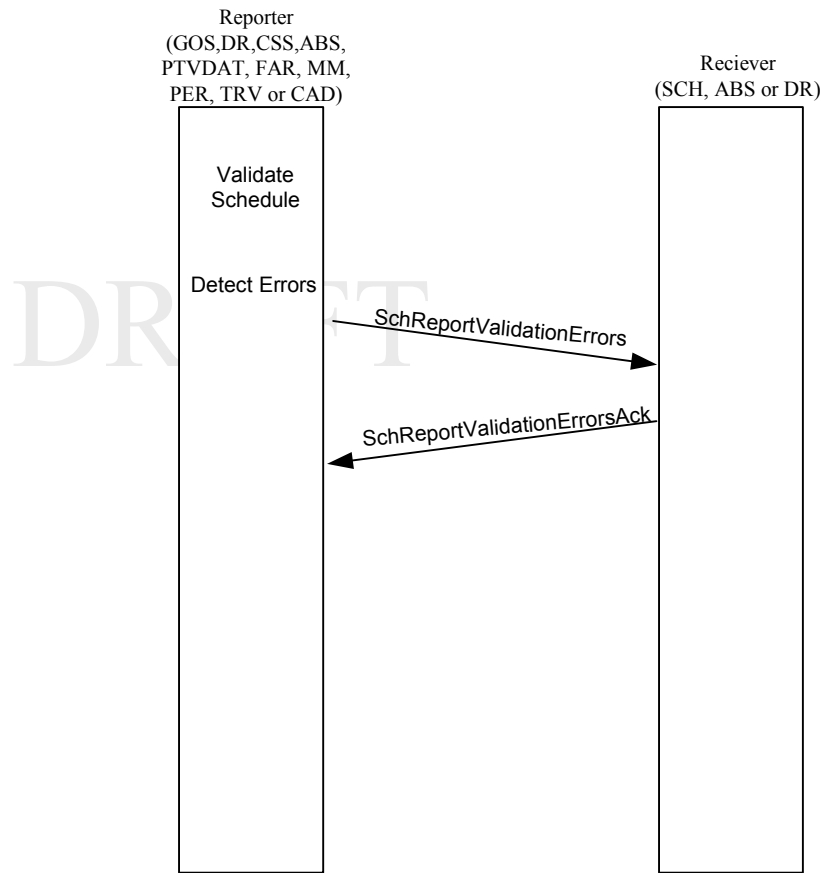 Reporter
(GOS,DR,CSS,ABS,
PTVDAT, FAR, MM,
PER, TRV or CAD)
Reciever
(SCH, ABS or DR)
Validate
Schedule
Detect Errors
DRAFT
SchReportValidationErrors
SchReportValidationErrorsAck